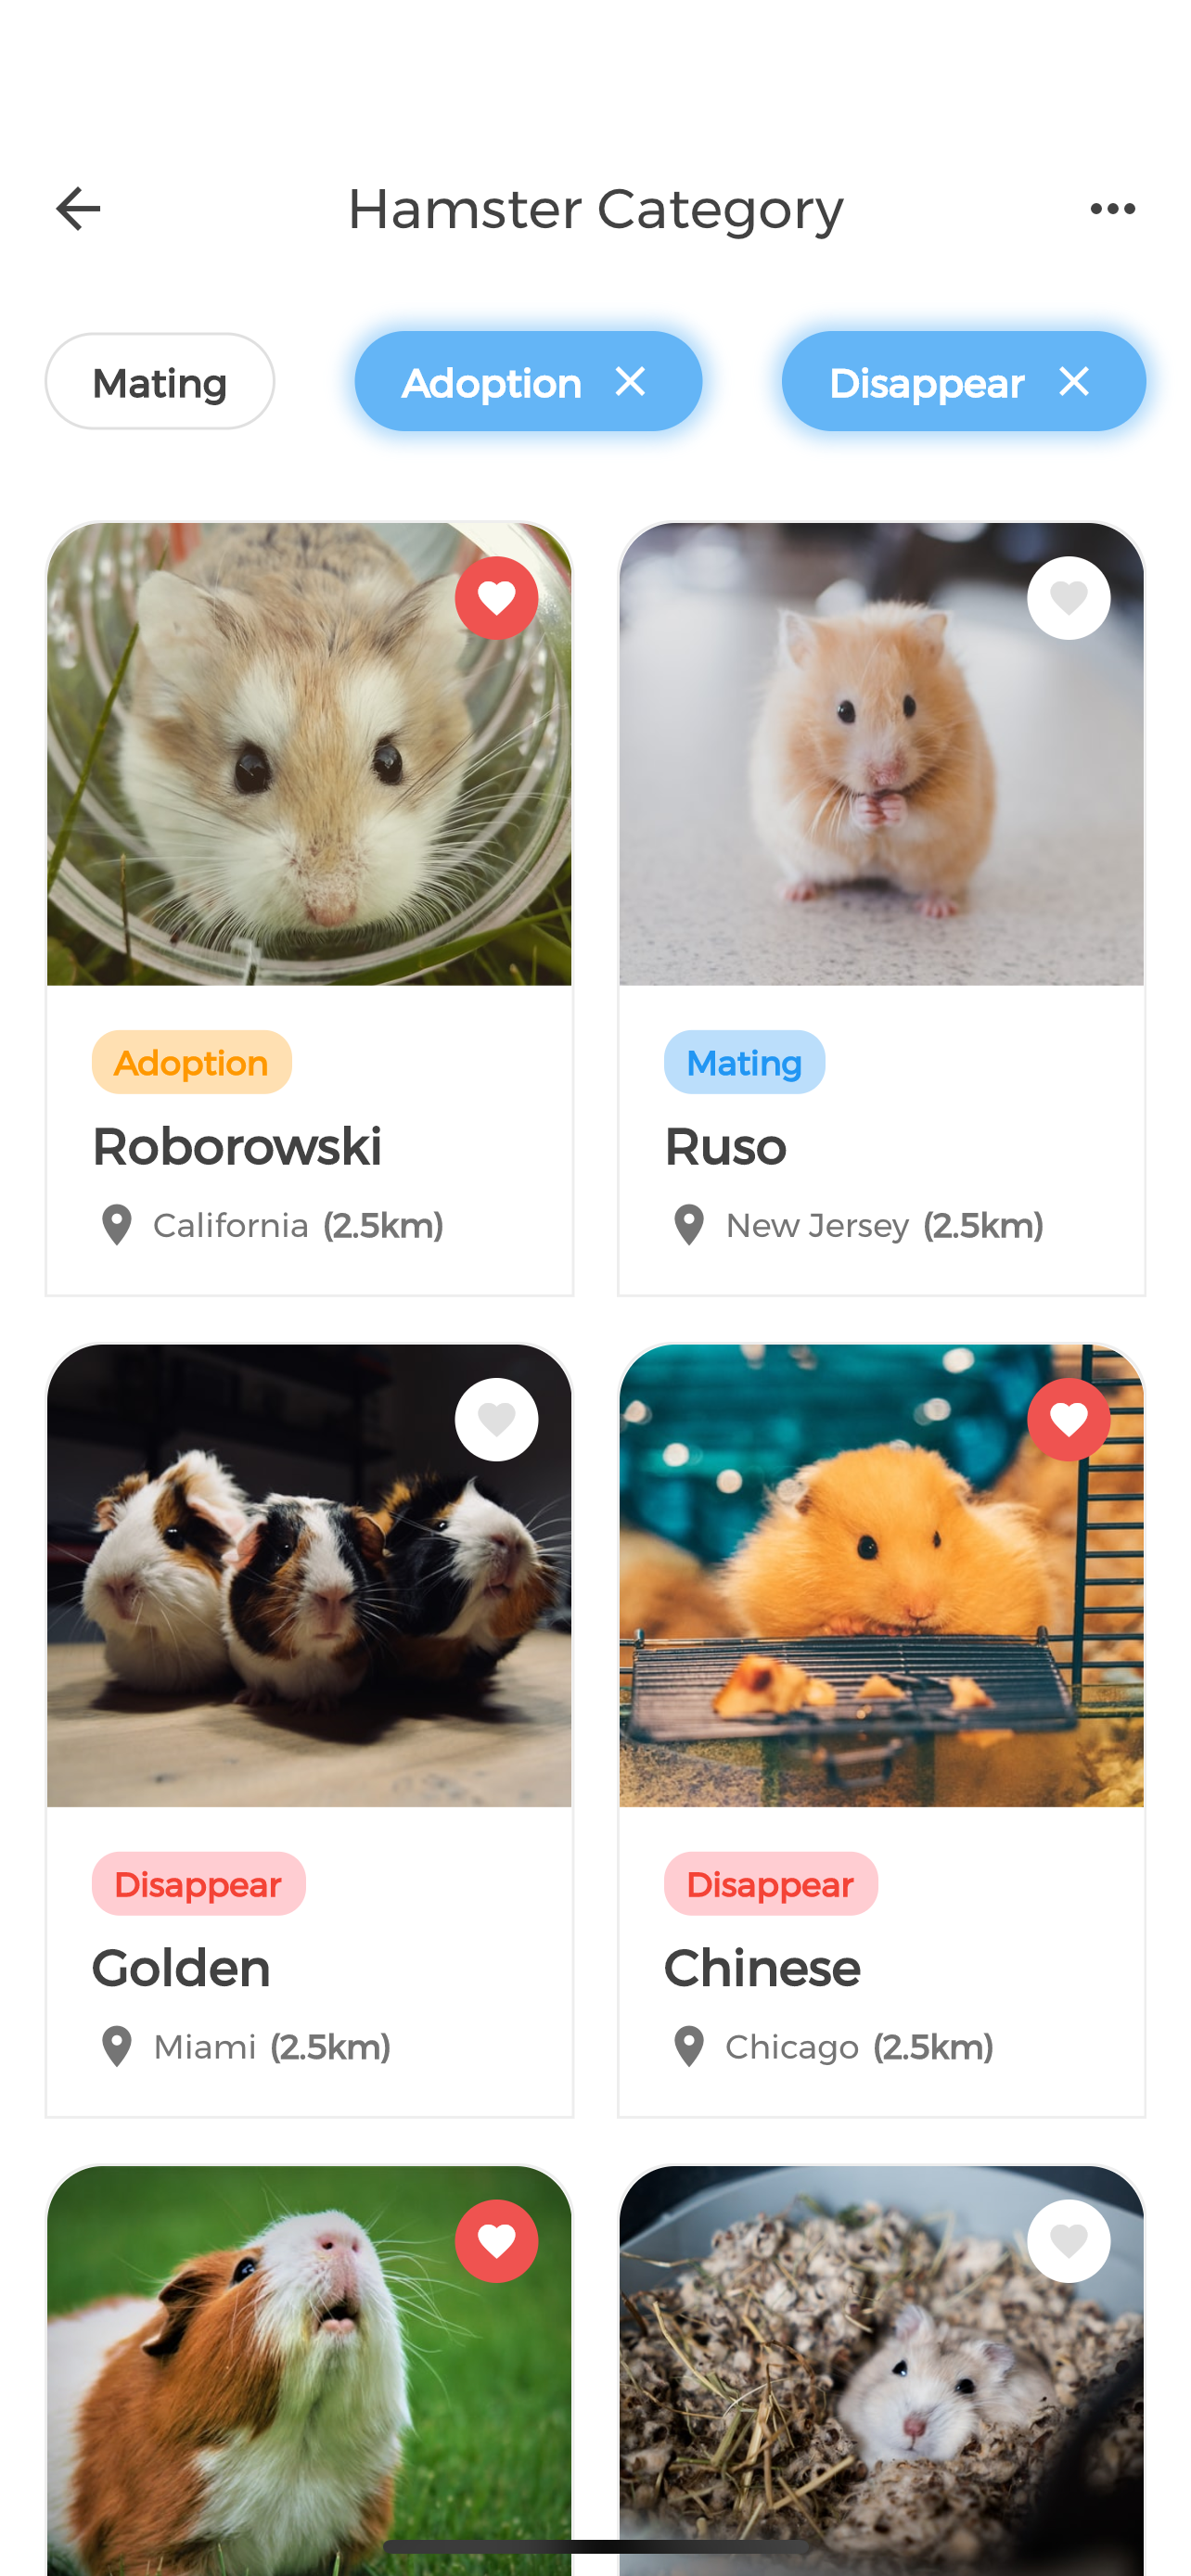 Hamster Category
Mating
Adoption
Disappear
Adoption
Roborowski
California (2.5km)
Mating
Ruso
New Jersey (2.5km)
Disappear
Golden
Miami (2.5km)
Disappear
Chinese
Chicago (2.5km)